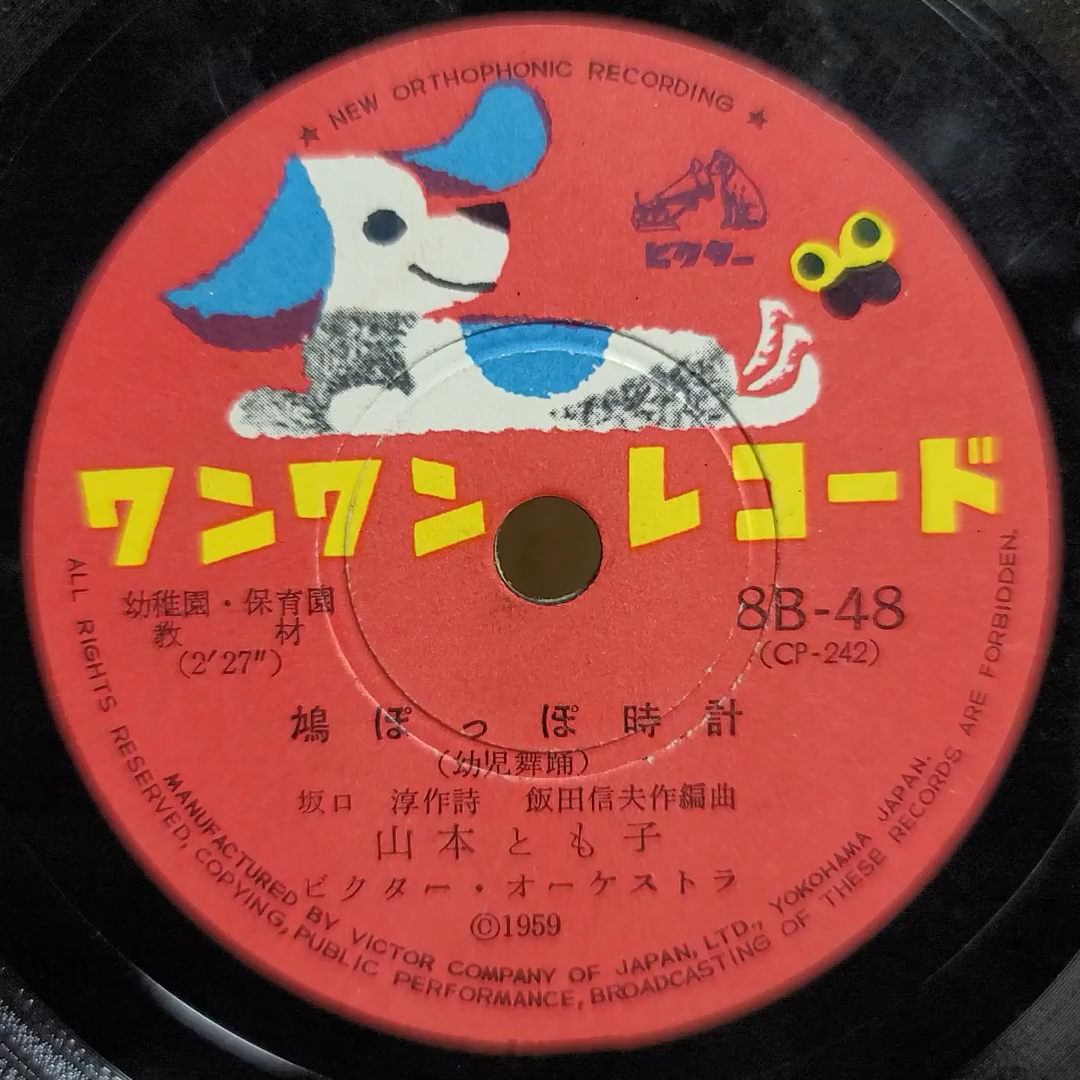 ★ NEW ORTHOPHONIC RECORDING ★
ビクター
ワンワン レコード
幼稚園・保育園
教材
(2′27″)
8B-48
(CP-242)
鳩ぽっぽ時計
(幼児舞踊)
坂口 淳作詩 飯田信夫作編曲
山本とも子
ビクター・オーケストラ
©1959
MANUFACTURED BY VICTOR COMPANY OF JAPAN, LTD., YOKOHAMA JAPAN.
ALL RIGHTS RESERVED, COPYING, PUBLIC PERFORMANCE, BROADCASTING OF THESE RECORDS ARE FORBIDDEN.